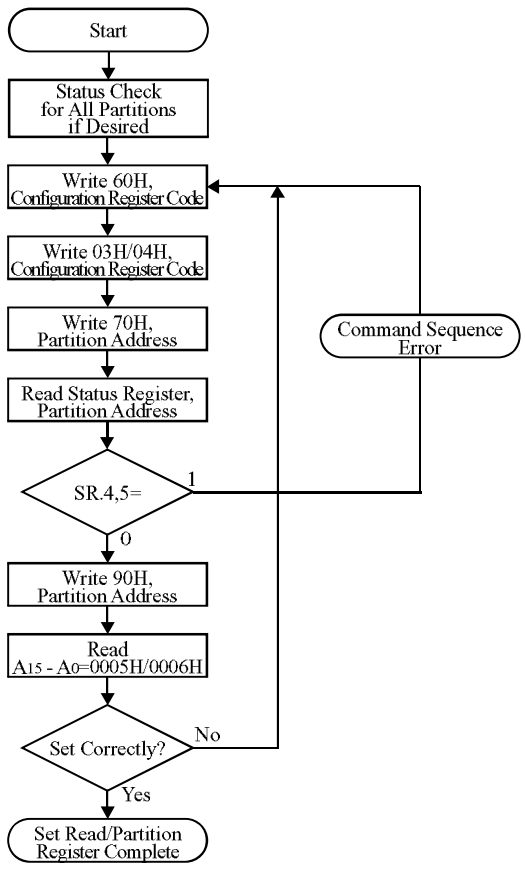 Start
Status Check
for All Partitions
if Desired
Write 60H,
Configuration Register Code
Write 03H/04H,
Configuration Register Code
Write 70H,
Partition Address
Command Sequence
Error
Read Status Register,
Partition Address
SR.4,5=
1
0
Write 90H,
Partition Address
Read
A15 - A0=0005H/0006H
Set Correctly?
No
Yes
Set Read/Partition
Register Complete